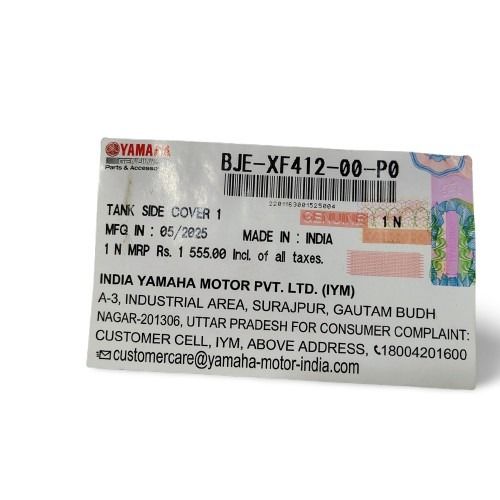 YAMAHA
GENUINE
Parts & Accessories
BJE-XF412-00-P0
2201163001525004
TANK SIDE COVER 1
GENUINE
1 N
MFG IN : 05/2025 MADE IN : INDIA
1 N MRP Rs. 1 555.00 Incl. of all taxes.
INDIA YAMAHA MOTOR PVT. LTD. (IYM)
A-3, INDUSTRIAL AREA, SURAJPUR, GAUTAM BUDH
NAGAR-201306, UTTAR PRADESH FOR CONSUMER COMPLAINT:
CUSTOMER CELL, IYM, ABOVE ADDRESS, 18004201600
customercare@yamaha-motor-india.com